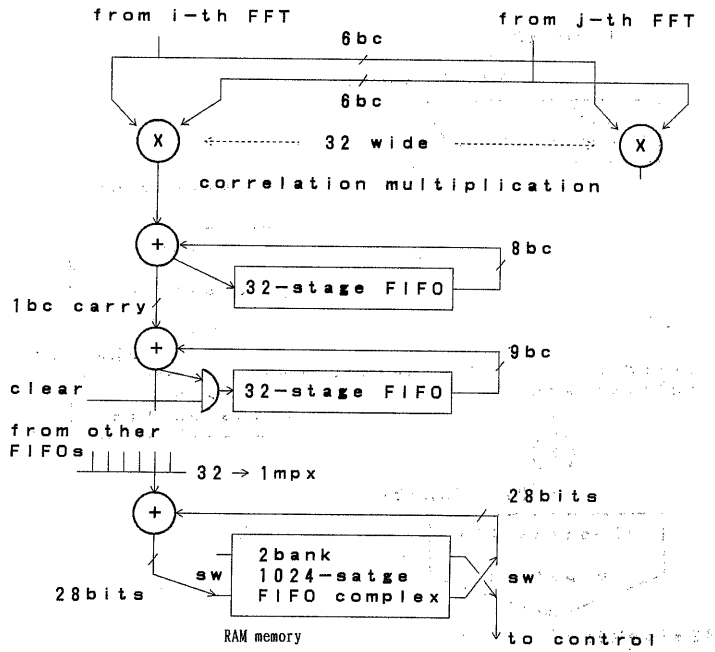 from i-th FFT
from j-th FFT
6bc
6bc
X
32 wide
X
correlation multiplication
+
8bc
32-stage FIFO
1bc carry
+
9bc
clear
32-stage FIFO
from other
FIFOs
32 → 1mpx
28bits
+
2bank
sw
1024-satge
sw
28bits
FIFO complex
RAM memory
to control